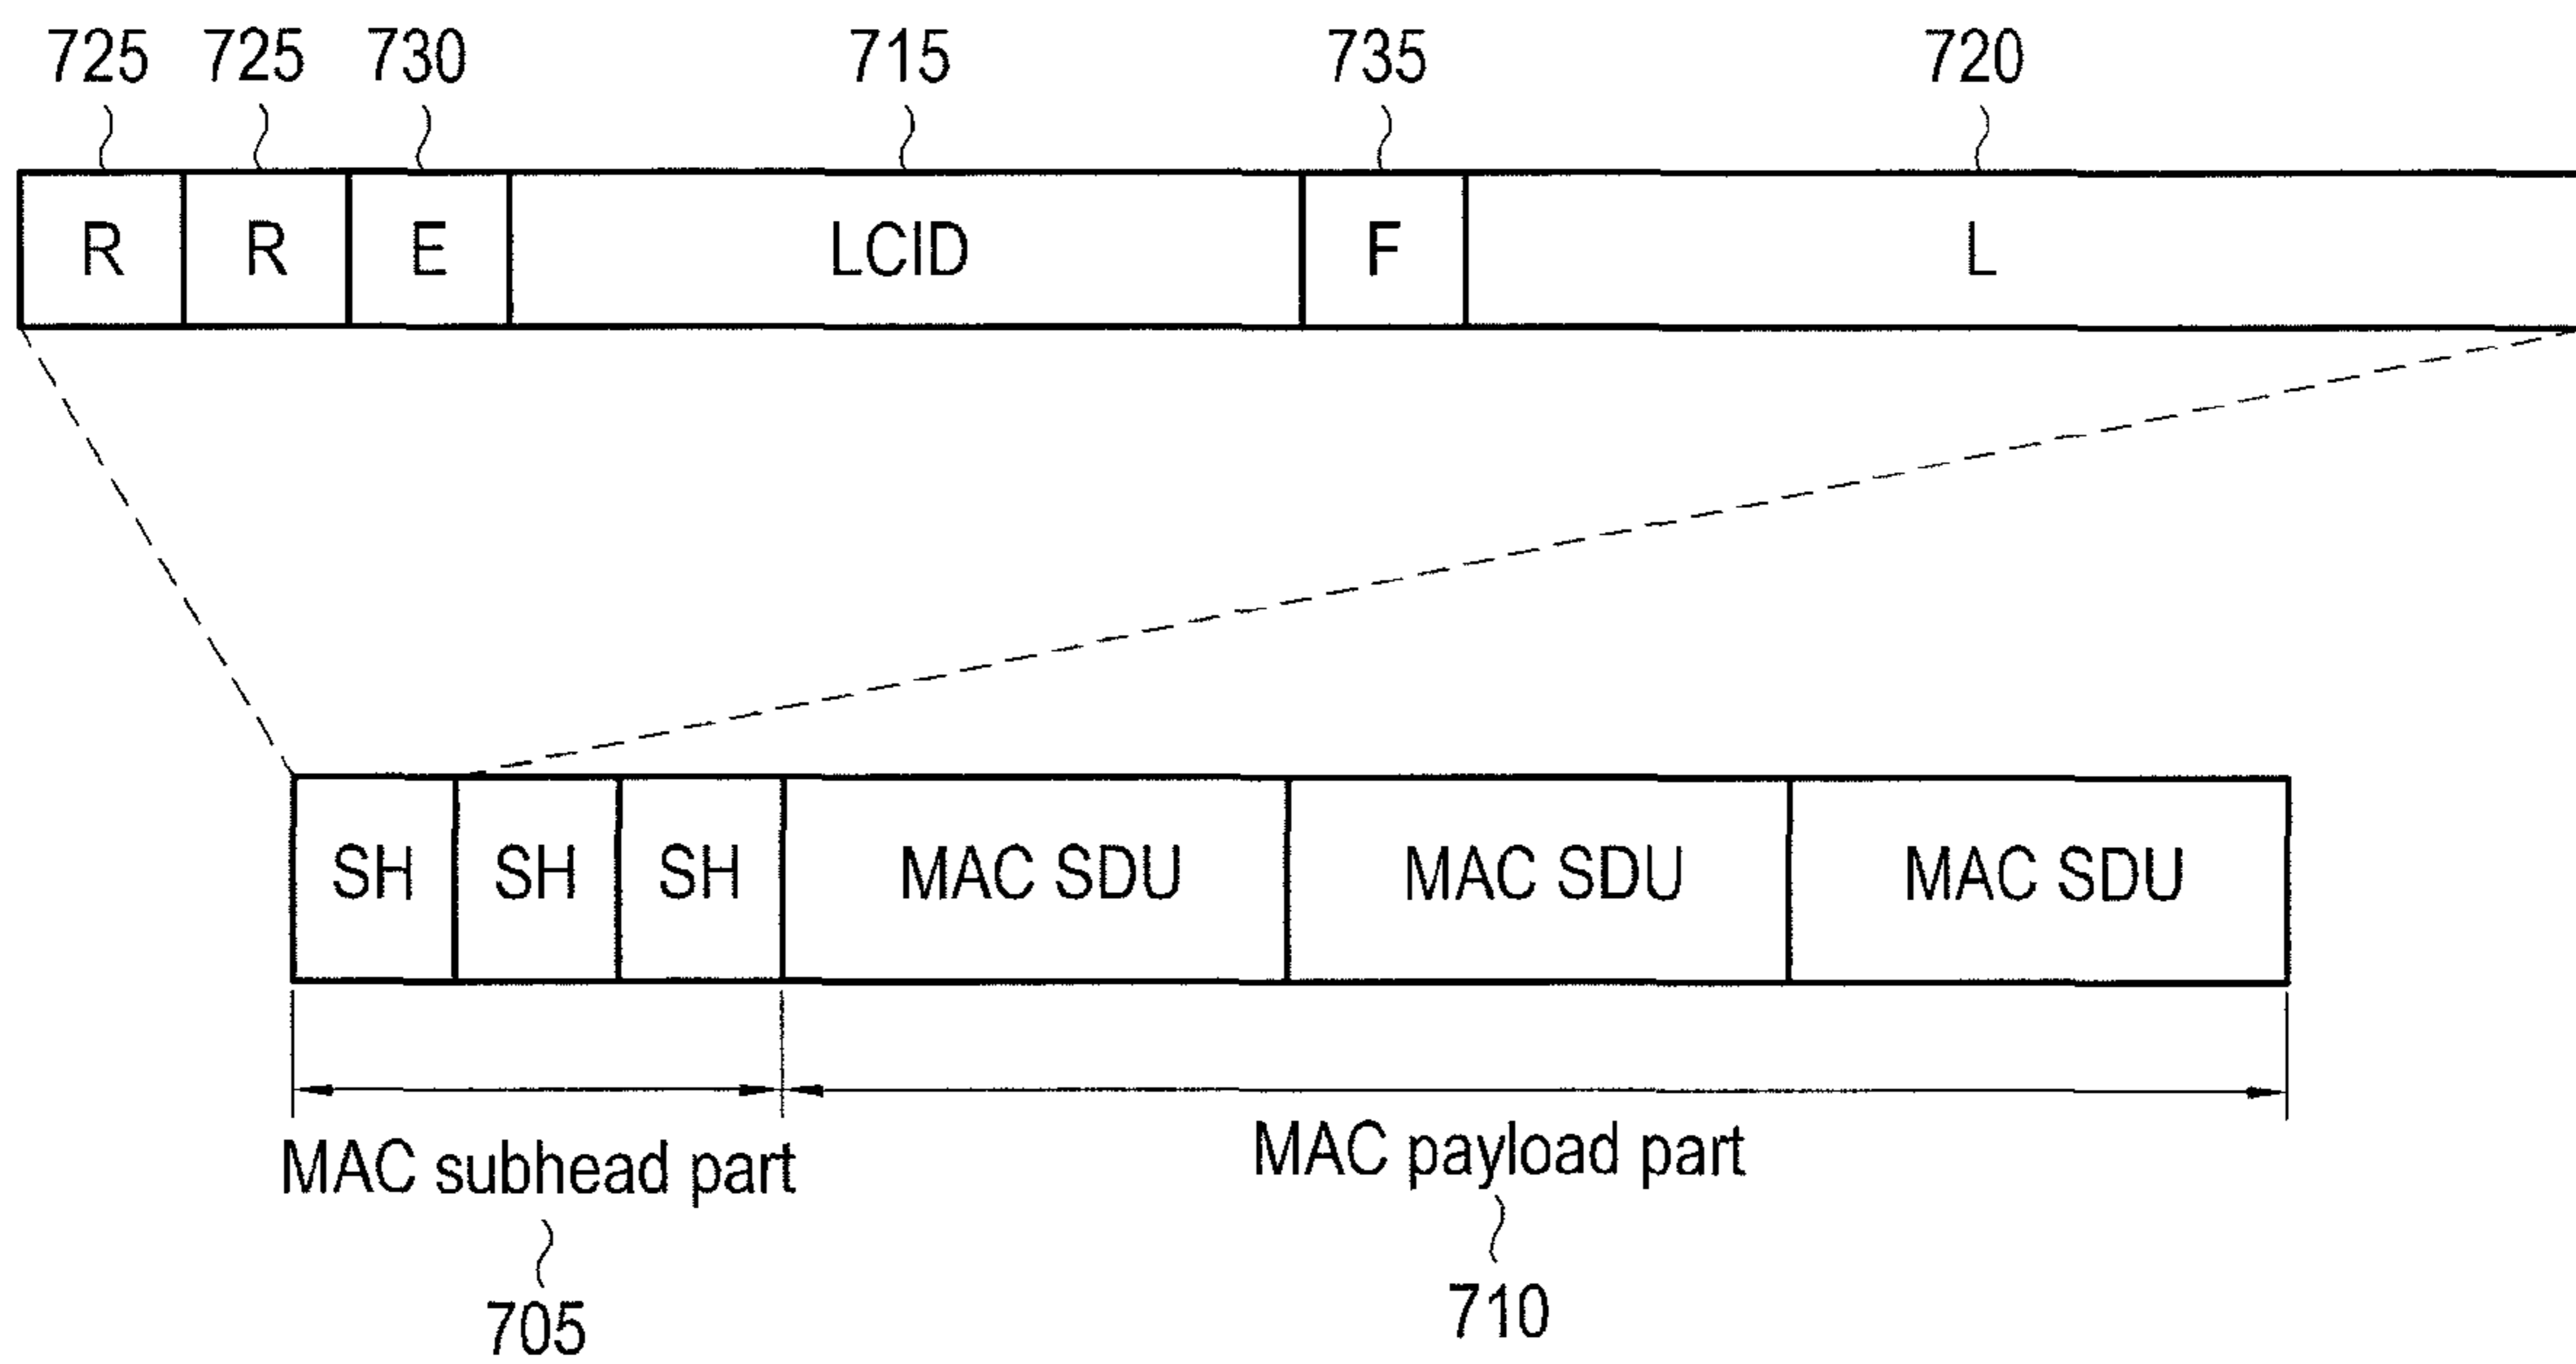 725 725 730 715 735 720
R R E LCID F L
SH SH SH MAC SDU MAC SDU MAC SDU
MAC subhead part MAC payload part
705 710